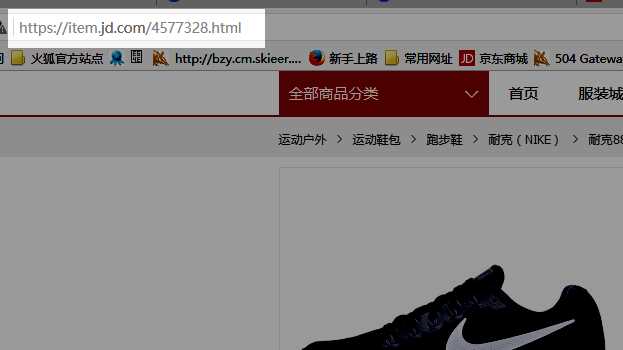 https://item.jd.com/4577328.html
火狐官方站点 http://bzy.cm.skieer.... 新手上路 常用网址 JD 京东商城 504 Gatewa
全部商品分类 首页 服装城
运动户外 > 运动鞋包 > 跑步鞋 > 耐克（NIKE） > 耐克88